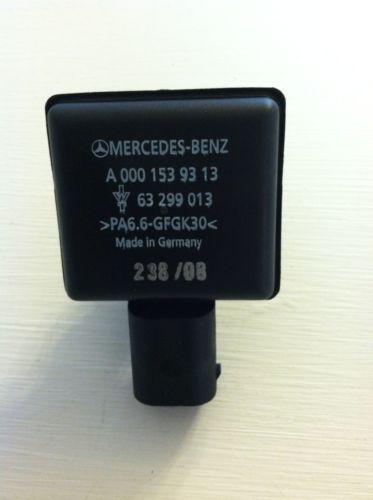 MERCEDES-BENZ
A 000 153 93 13
63 299 013
>PA6.6-GFGK30<
Made in Germany
238/08